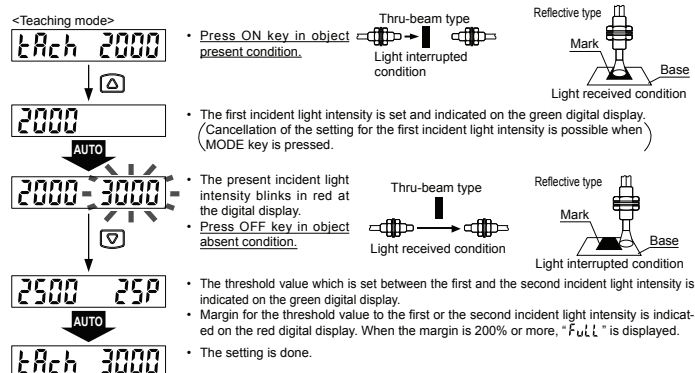 <Teaching mode>
tAch 2000
• Press ON key in object
present condition.
Thru-beam type
Light interrupted
condition
Reflective type
Mark
Base
Light received condition
2000
• The first incident light intensity is set and indicated on the green digital display.
(Cancellation of the setting for the first incident light intensity is possible when
MODE key is pressed.)
AUTO
2000 3000
• The present incident light
intensity blinks in red at
the digital display.
• Press OFF key in object
absent condition.
Thru-beam type
Light received condition
Reflective type
Mark
Base
Light interrupted condition
2500 25P
• The threshold value which is set between the first and the second incident light intensity is
indicated on the green digital display.
• Margin for the threshold value to the first or the second incident light intensity is indicat-
ed on the red digital display. When the margin is 200% or more, “FuLL” is displayed.
AUTO
tAch 3000
• The setting is done.